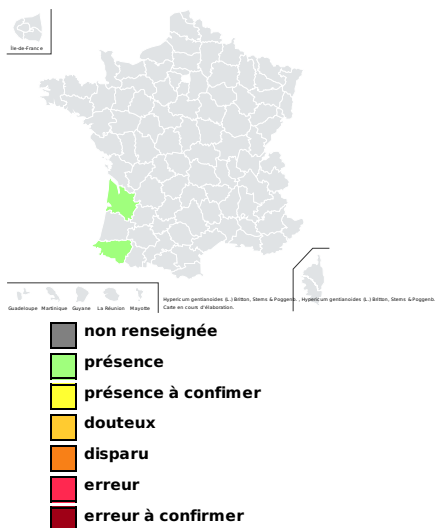 Île-de-France
Guadeloupe Martinique Guyane La Réunion Mayotte
Hypericum gentianoides (L.) Britton, Sterns & Poggenb. , Hypericum gentianoides (L.) Britton, Sterns & Poggenb.
Carte en cours d'élaboration.
non renseignée
présence
présence à confimer
douteux
disparu
erreur
erreur à confirmer